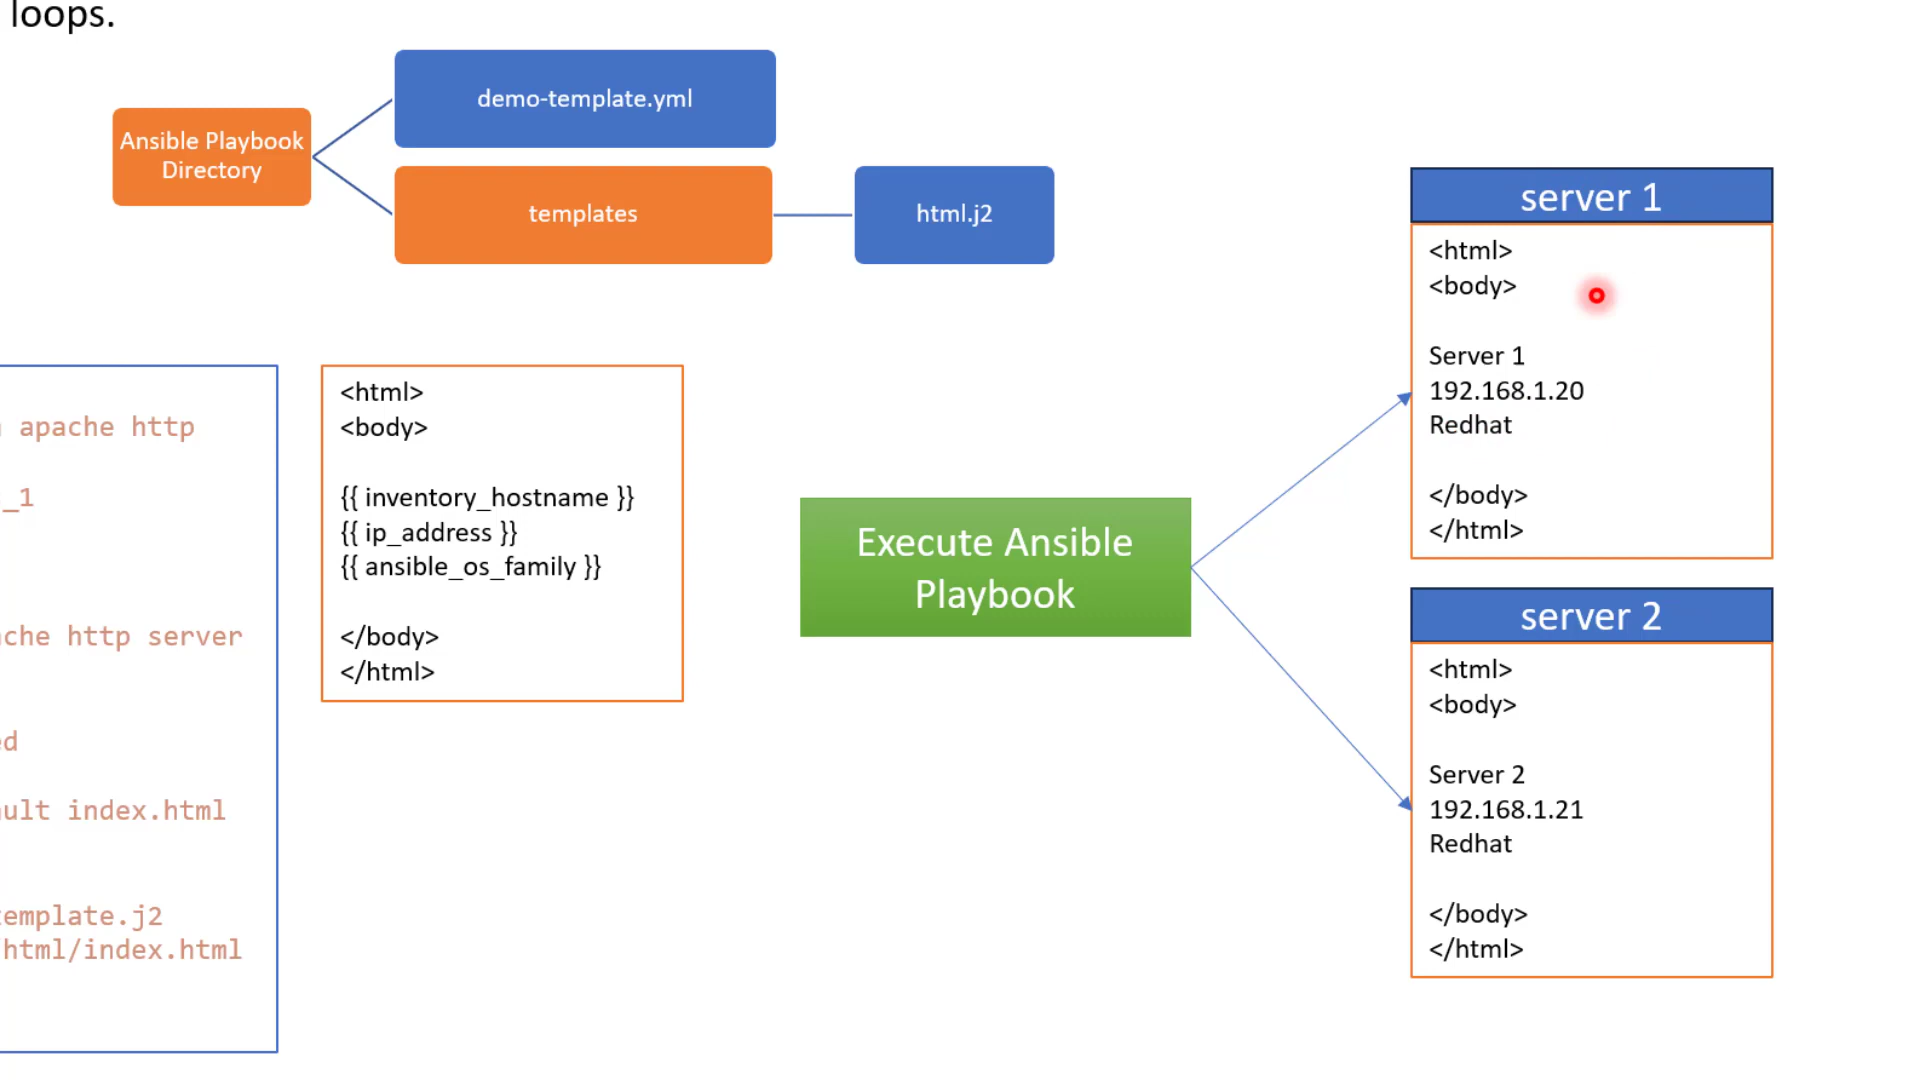 loops.
demo-template.yml
Ansible Playbook
Directory
templates
html.j2
apache http
_1
che http server
ed
ult index.html
emplate.j2
html/index.html
<html>
<body>
{{ inventory_hostname }}
{{ ip_address }}
{{ ansible_os_family }}
</body>
</html>
Execute Ansible
Playbook
server 1
<html>
<body>
Server 1
192.168.1.20
Redhat
</body>
</html>
server 2
<html>
<body>
Server 2
192.168.1.21
Redhat
</body>
</html>